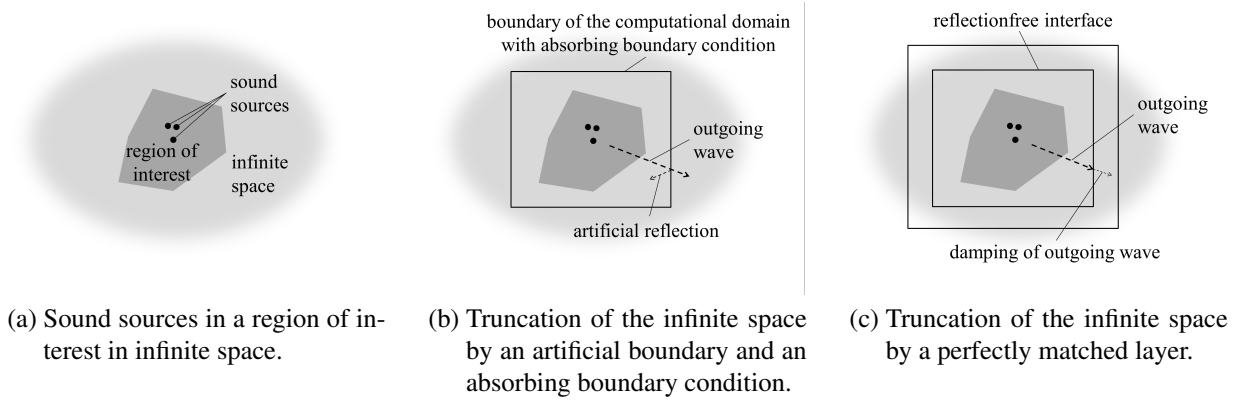 sound
sources
region of
interest
infinite
space
(a) Sound sources in a region of in-
terest in infinite space.
boundary of the computational domain
with absorbing boundary condition
outgoing
wave
artificial reflection
(b) Truncation of the infinite space
by an artificial boundary and an
absorbing boundary condition.
reflectionfree interface
outgoing
wave
damping of outgoing wave
(c) Truncation of the infinite space
by a perfectly matched layer.